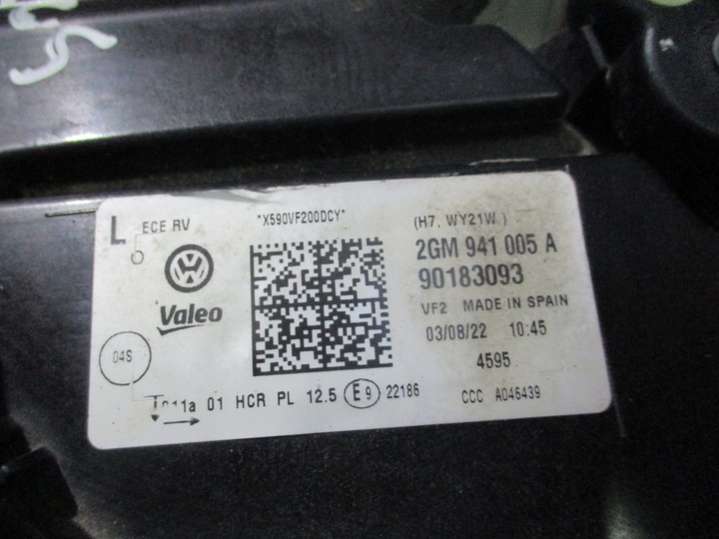 L ECE RV
*X590VF200DCY*
(H7. WY21W.)
2GM 941 005 A
90183093
VF2 MADE IN SPAIN
03/08/22 10:45
4595
CCC A046439
Valeo
04S
011a 01 HCR PL 12.5 E9 22186